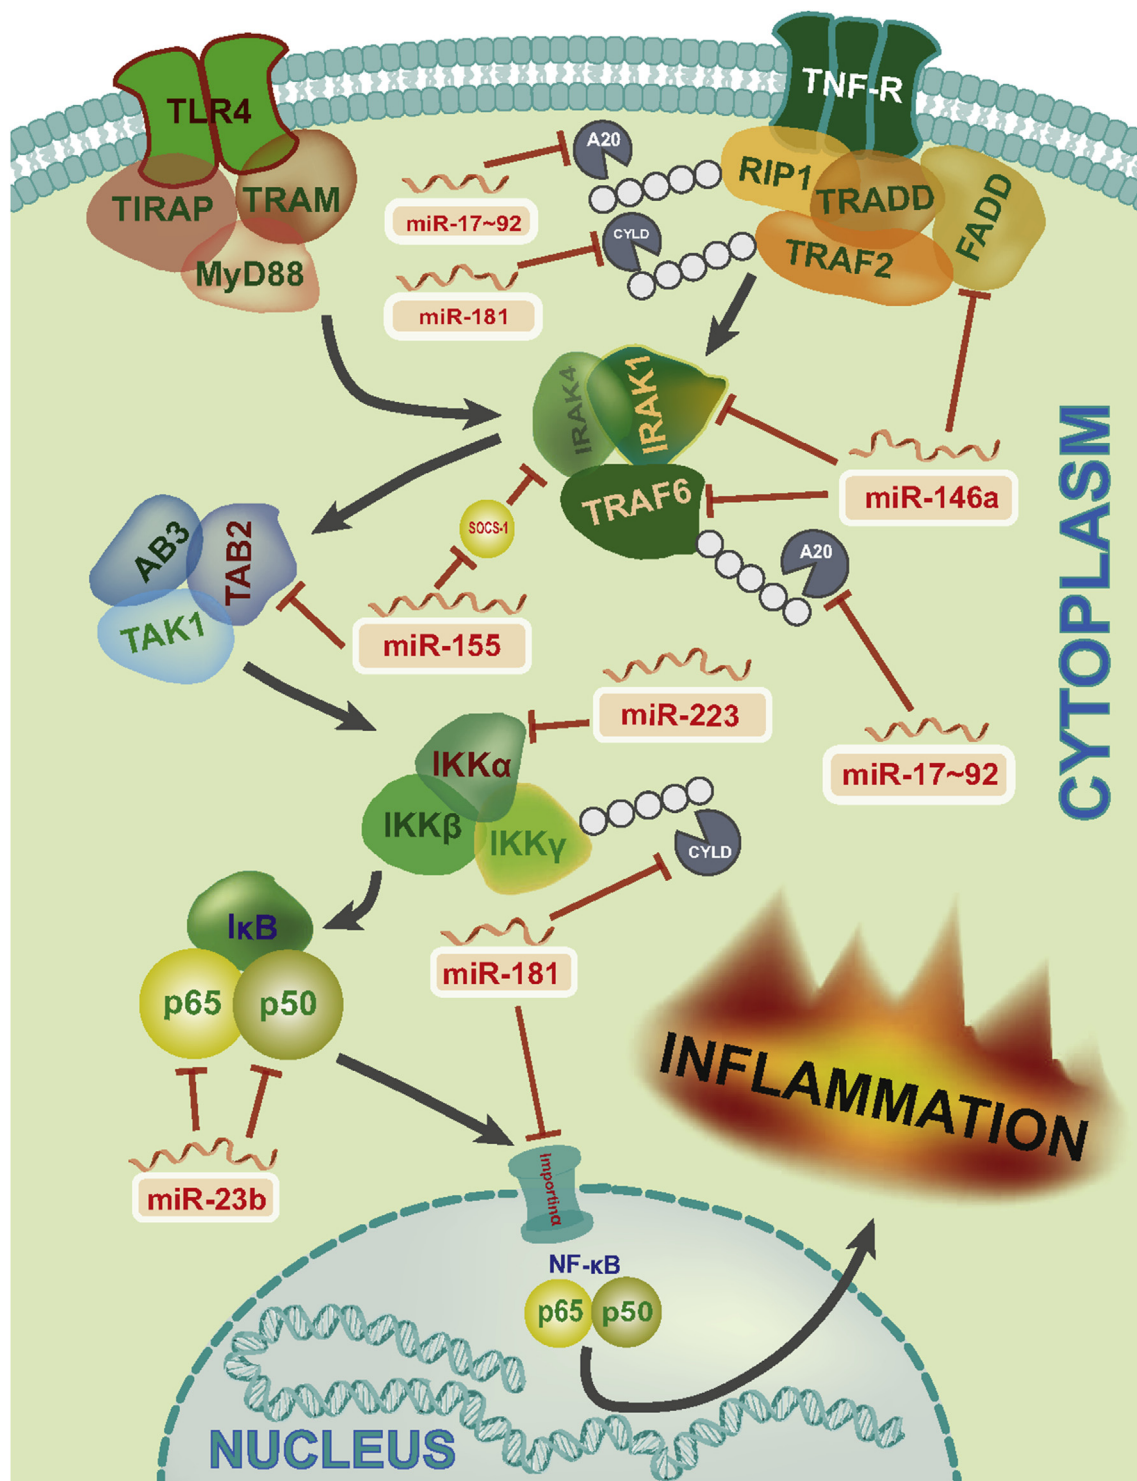 TLR4
TIRAP
TRAM
MyD88
TNF-R
RIP1
TRADD
FADD
TRAF2
A20
miR-17~92
CYLD
miR-181
IRAK4
IRAK1
TRAF6
miR-146a
CYTOPLASM
SOCS-1
A20
AB3
TAB2
TAK1
miR-155
miR-223
miR-17~92
IKKα
IKKβ
IKKγ
CYLD
IκB
p65
p50
miR-181
INFLAMMATION
miR-23b
Importinα
NF-κB
p65
p50
NUCLEUS